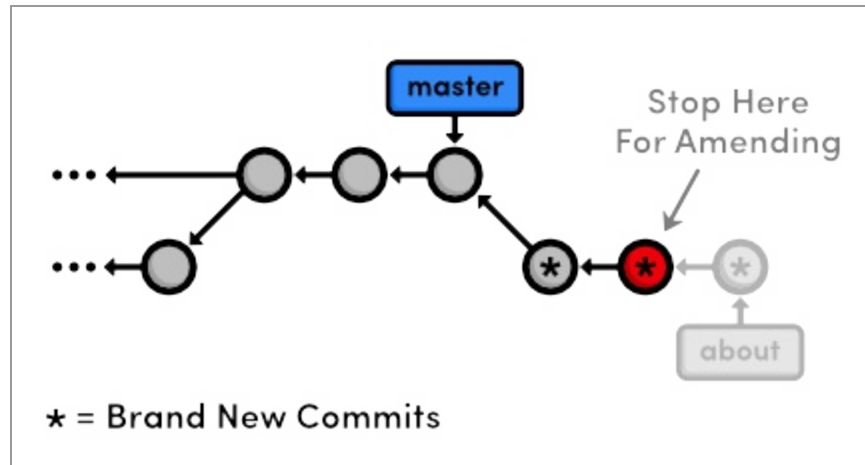 master
Stop Here
For Amending
...
...
*
*
*
about
* = Brand New Commits